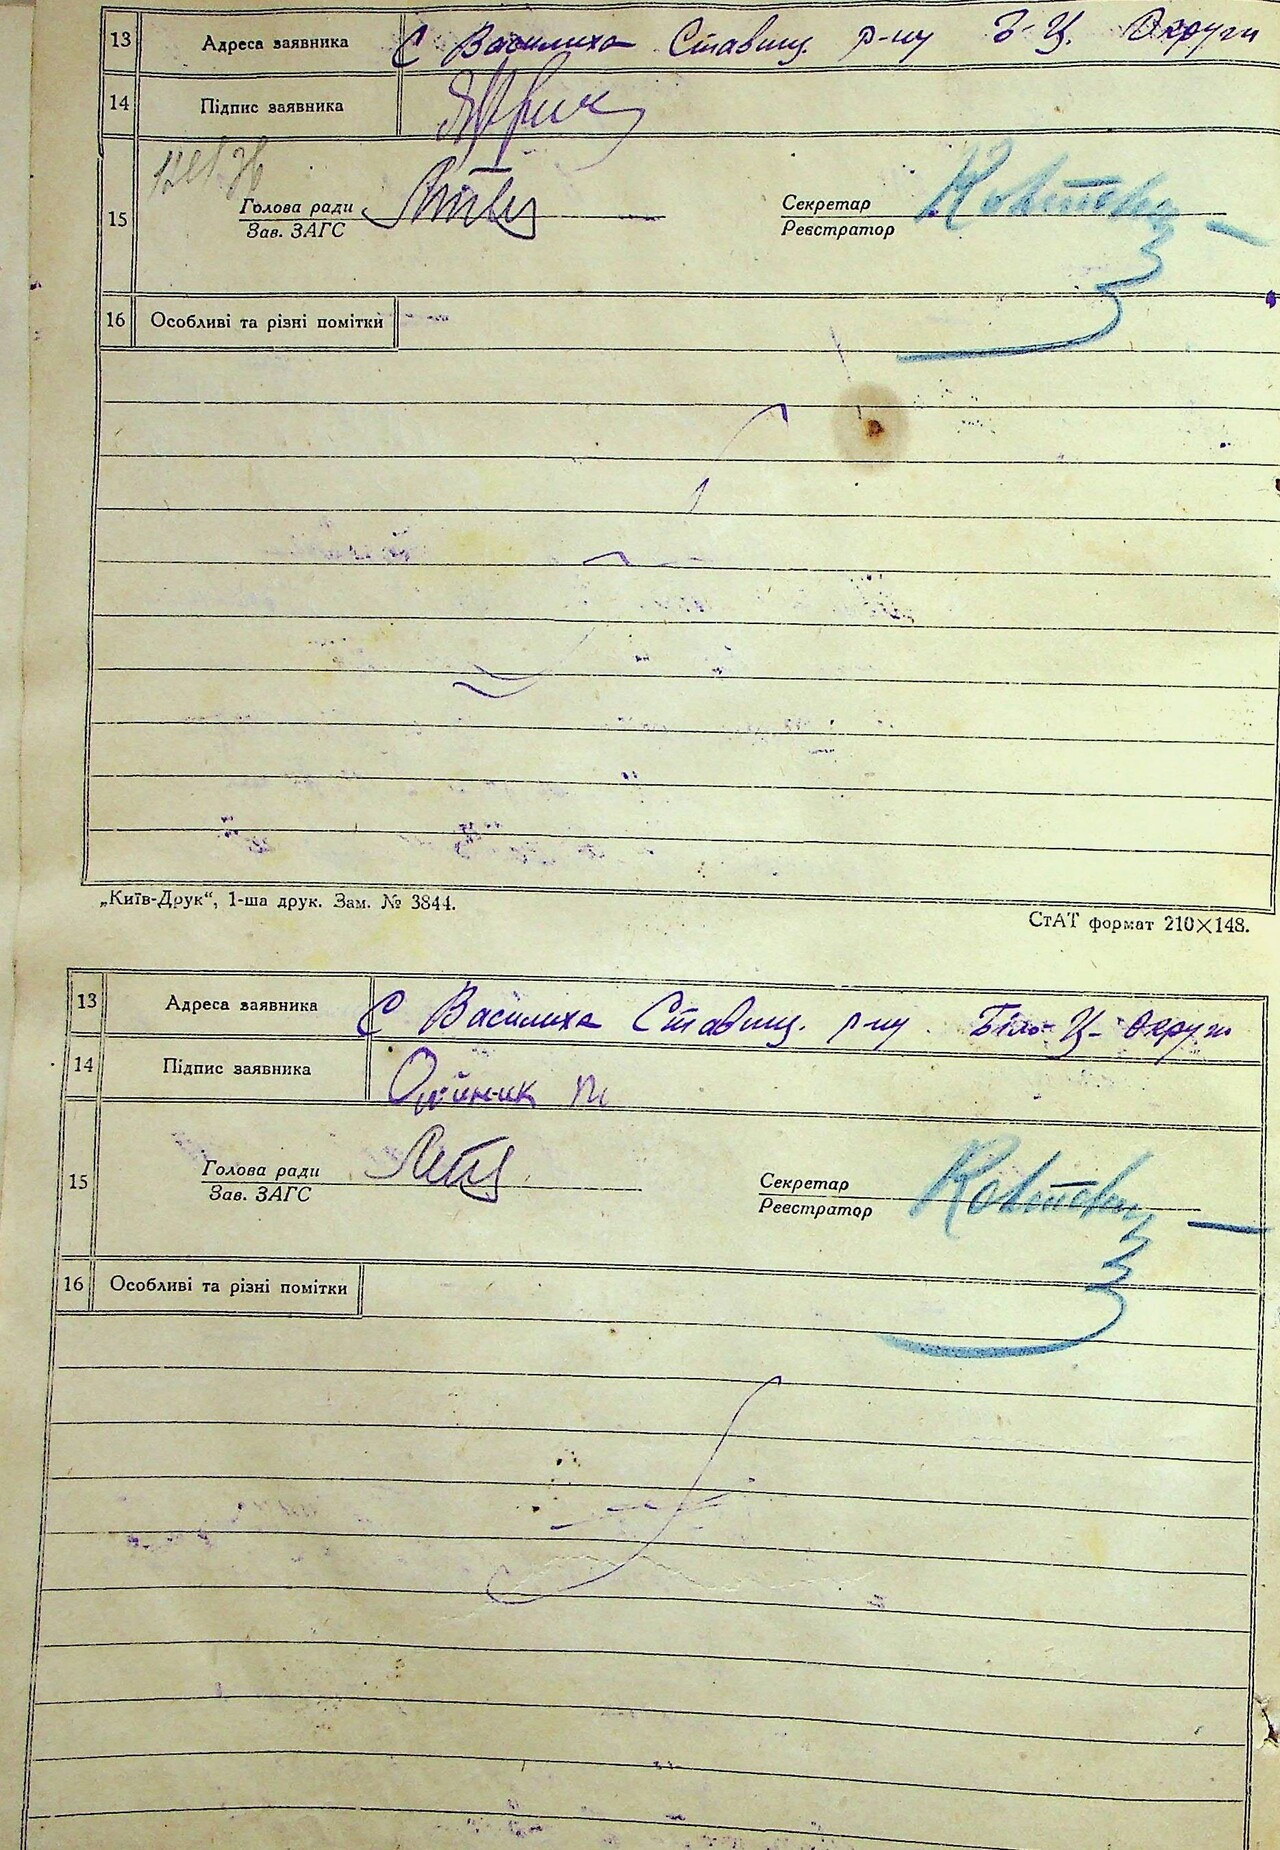 13 Адреса заявника С Василиха Ставищ. р-ну Б-Ц. Округи
14 Підпис заявника
15
Голова ради
Зав. ЗАГС
Секретар
Реєстратор
16 Особливі та різні помітки
„Київ-Друк“, 1-ша друк. Зам. № 3844.
СтАТ формат 210×148.
13 Адреса заявника С Василиха Ставищ. р-ну Біло-Ц- Округи
14 Підпис заявника Олійник
15
Голова ради
Зав. ЗАГС
Секретар
Реєстратор
16 Особливі та різні помітки